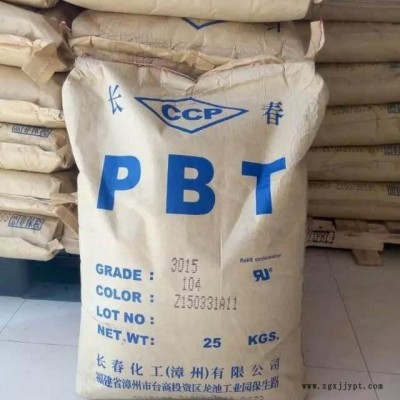 长 CCP 春
PBT
RoHS conformation
GRADE : 3015
COLOR : 104
LOT NO : Z150331A11
NET.WT: 25 KGS.
长春化工(漳州)有限公司
福建省漳州市台商投资区龙池工业园保生路
www.zgxjjypt.com